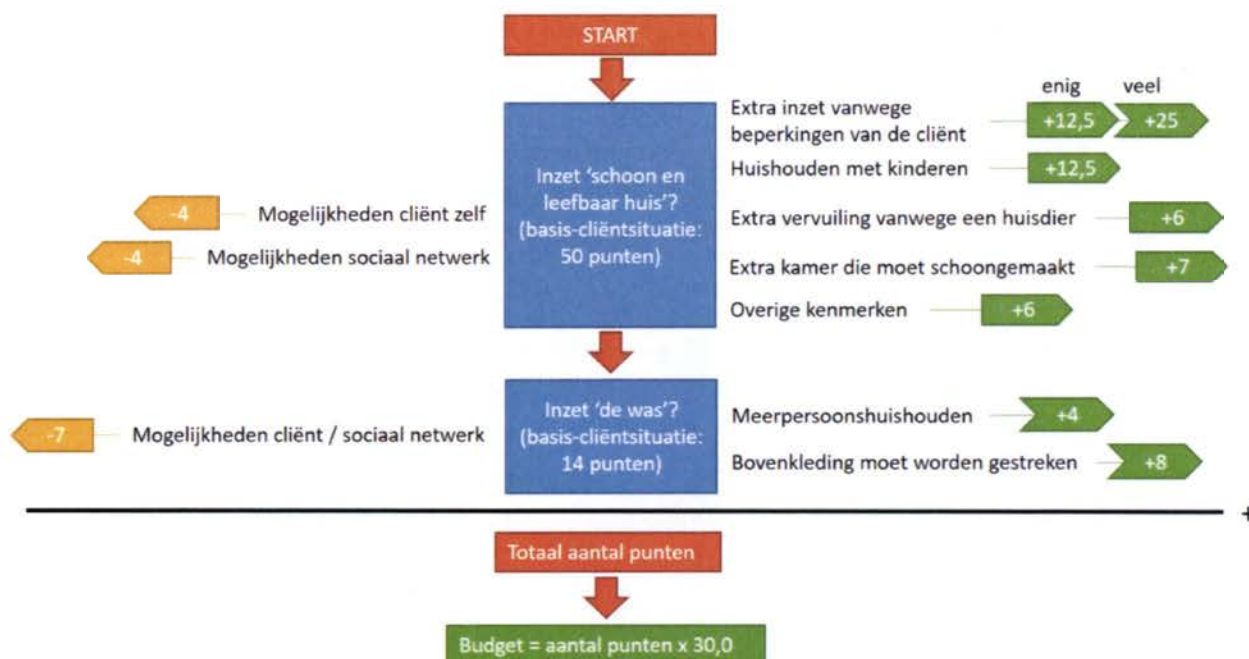 START
enig veel
Extra inzet vanwege
beperkingen van de cliënt
+12,5 +25
Huishouden met kinderen
+12,5
Inzet ‘schoon en
leefbaar huis’?
(basis-cliëntsituatie:
50 punten)
-4 Mogelijkheden cliënt zelf
-4 Mogelijkheden sociaal netwerk
Extra vervuiling vanwege een huisdier +6
Extra kamer die moet schoongemaakt +7
Overige kenmerken +6
Inzet ‘de was’?
(basis-cliëntsituatie:
14 punten)
-7 Mogelijkheden cliënt / sociaal netwerk
Meerpersoonshuishouden +4
Bovenkleding moet worden gestreken +8
+
Totaal aantal punten
Budget = aantal punten x 30,0